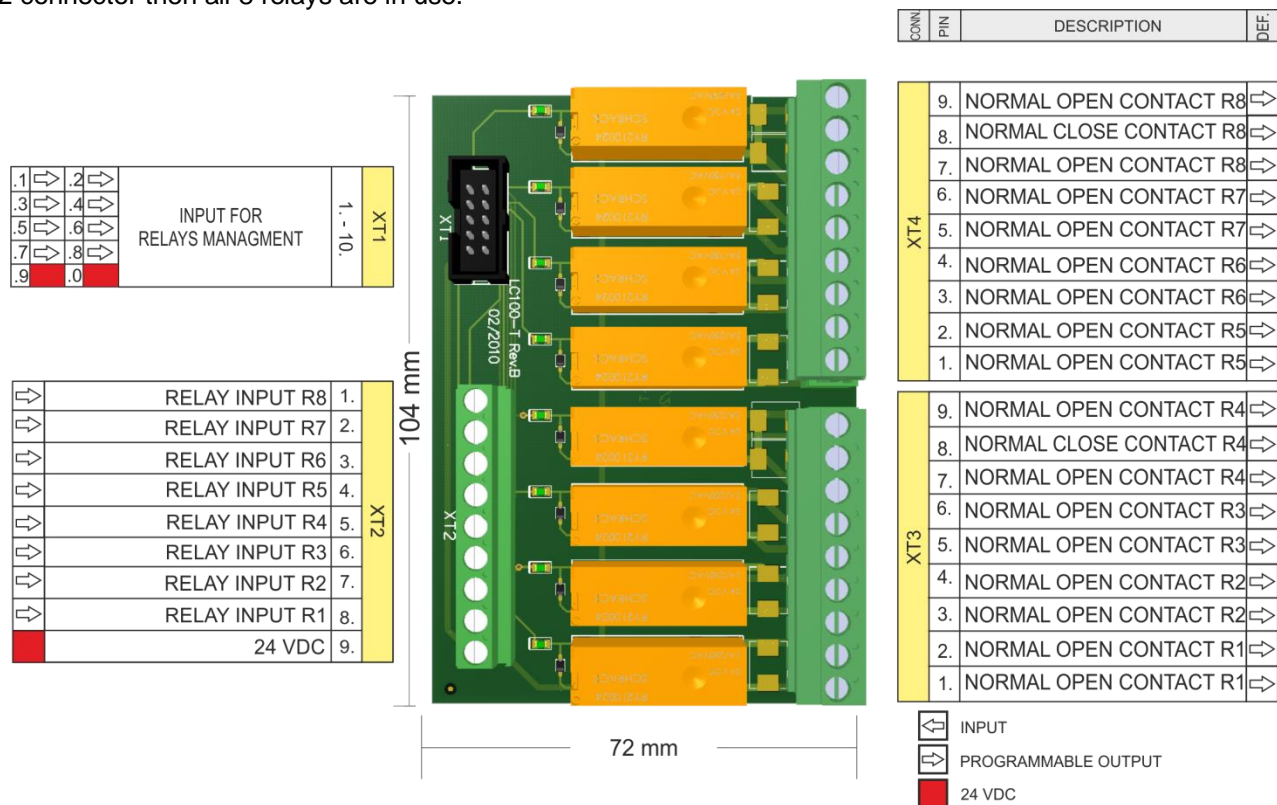 2 connector then all 8 relays are in use.
CONN. PIN DESCRIPTION DEF.
XT4
9. NORMAL OPEN CONTACT R8
8. NORMAL CLOSE CONTACT R8
7. NORMAL OPEN CONTACT R8
6. NORMAL OPEN CONTACT R7
5. NORMAL OPEN CONTACT R7
4. NORMAL OPEN CONTACT R6
3. NORMAL OPEN CONTACT R6
2. NORMAL OPEN CONTACT R5
1. NORMAL OPEN CONTACT R5
XT3
9. NORMAL OPEN CONTACT R4
8. NORMAL CLOSE CONTACT R4
7. NORMAL OPEN CONTACT R4
6. NORMAL OPEN CONTACT R3
5. NORMAL OPEN CONTACT R3
4. NORMAL OPEN CONTACT R2
3. NORMAL OPEN CONTACT R2
2. NORMAL OPEN CONTACT R1
1. NORMAL OPEN CONTACT R1
INPUT
PROGRAMMABLE OUTPUT
24 VDC
.1 .2
.3 .4
.5 .6
.7 .8
.9 .0
INPUT FOR
RELAYS MANAGMENT
1. - 10.
XT1
RELAY INPUT R8 1.
RELAY INPUT R7 2.
RELAY INPUT R6 3.
RELAY INPUT R5 4.
RELAY INPUT R4 5.
RELAY INPUT R3 6.
RELAY INPUT R2 7.
RELAY INPUT R1 8.
24 VDC 9.
XT2
104 mm
72 mm
XT1
LC100-T Rev.B
02/2010
XT2